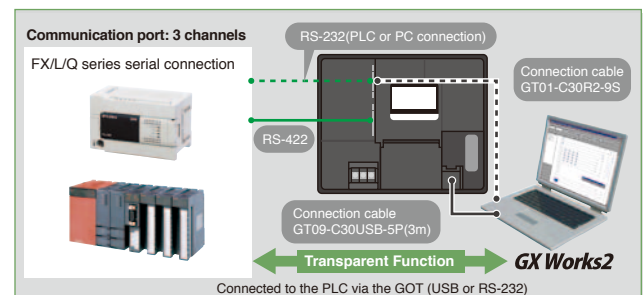 Communication port: 3 channels
RS-232(PLC or PC connection)
FX/L/Q series serial connection
Connection cable
GT01-C30R2-9S
RS-422
Connection cable
GT09-C30USB-5P(3m)
Transparent Function
GX Works2
Connected to the PLC via the GOT (USB or RS-232)